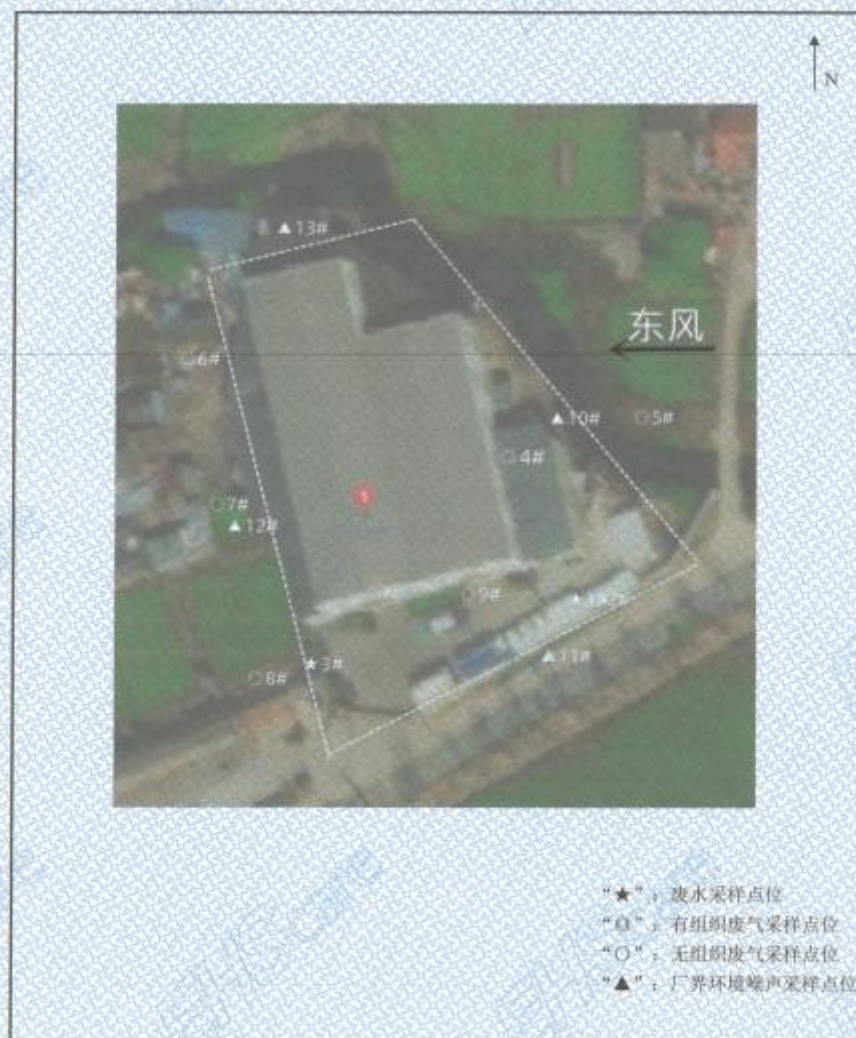 N
▲13#
东风
6#
▲10#
○5#
○4#
○7#
▲12#
○9#
★3#
○8#
▲11#
“★”：废水采样点位
“◎”：有组织废气采样点位
“○”：无组织废气采样点位
“▲”：厂界环境噪声采样点位